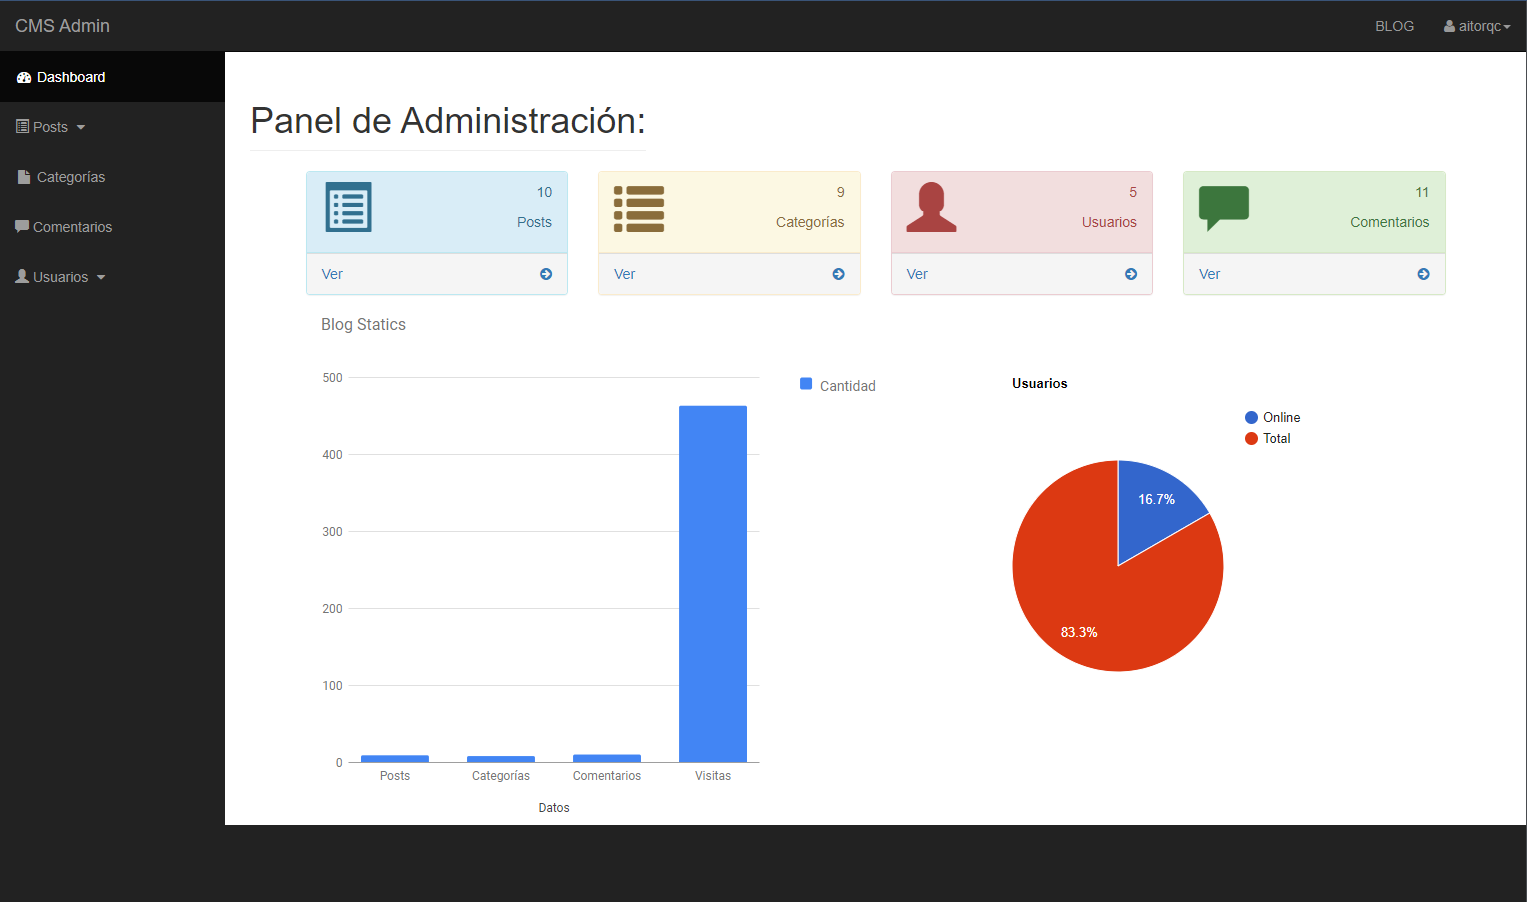 CMS Admin
BLOG
aitorqc
Dashboard
Posts
Categorías
Comentarios
Usuarios
Panel de Administración:
10
Posts
Ver
9
Categorías
Ver
5
Usuarios
Ver
11
Comentarios
Ver
Blog Statics
500
400
300
200
100
0
Posts
Categorías
Comentarios
Visitas
Datos
Cantidad
Usuarios
Online
Total
16.7%
83.3%